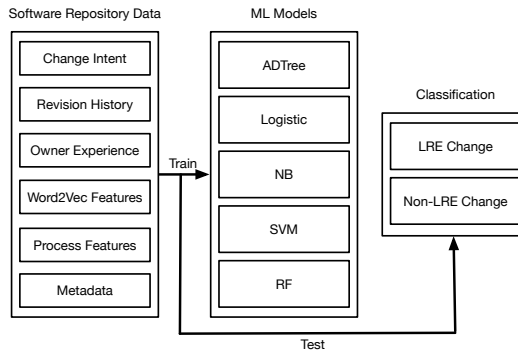 Software Repository Data
Change Intent
Revision History
Owner Experience
Word2Vec Features
Process Features
Metadata
Train
ML Models
ADTree
Logistic
NB
SVM
RF
Classification
LRE Change
Non-LRE Change
Test